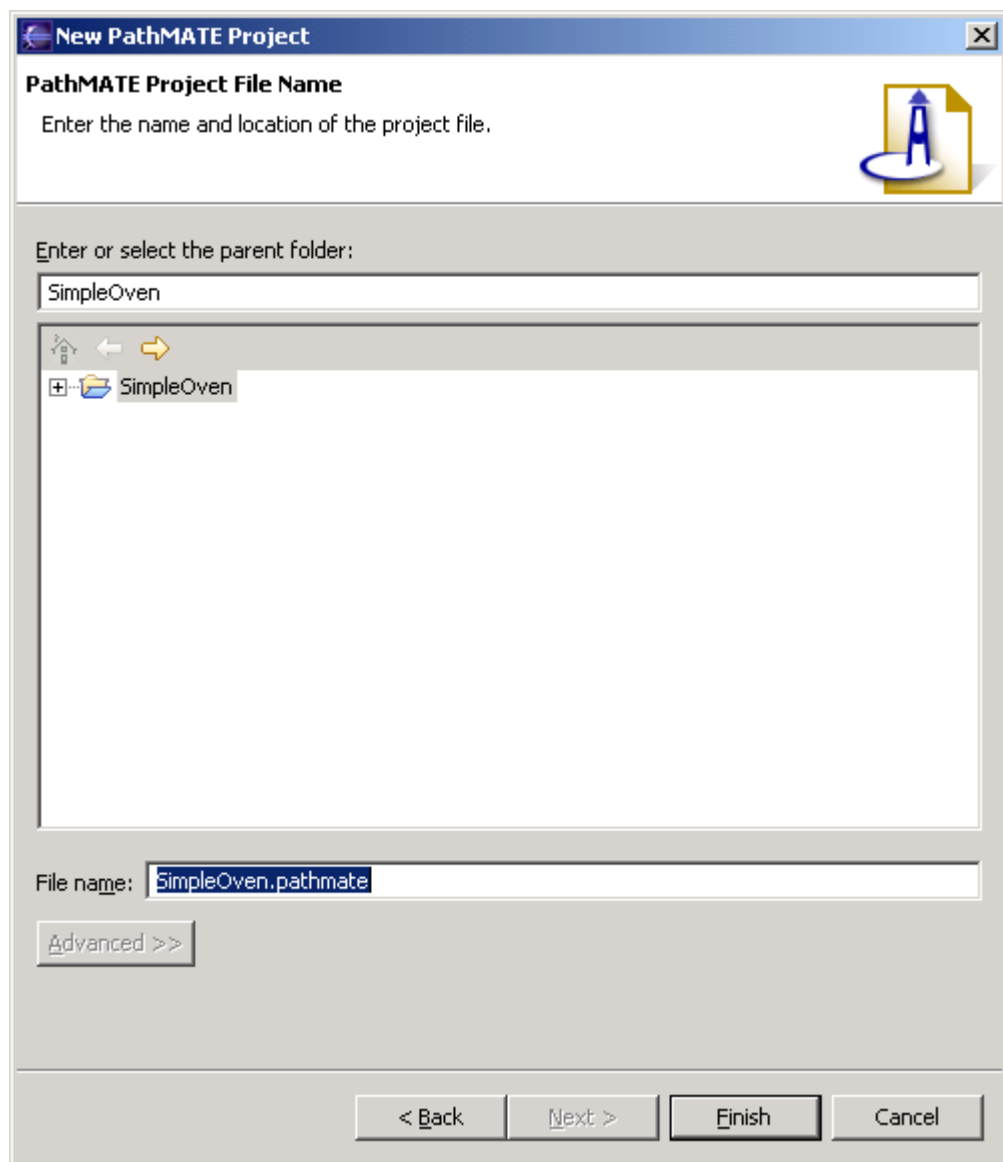 New PathMATE Project
PathMATE Project File Name
Enter the name and location of the project file.
Enter or select the parent folder:
SimpleOven
SimpleOven
File name: SimpleOven.pathmate
Advanced >>
< Back Next > Finish Cancel